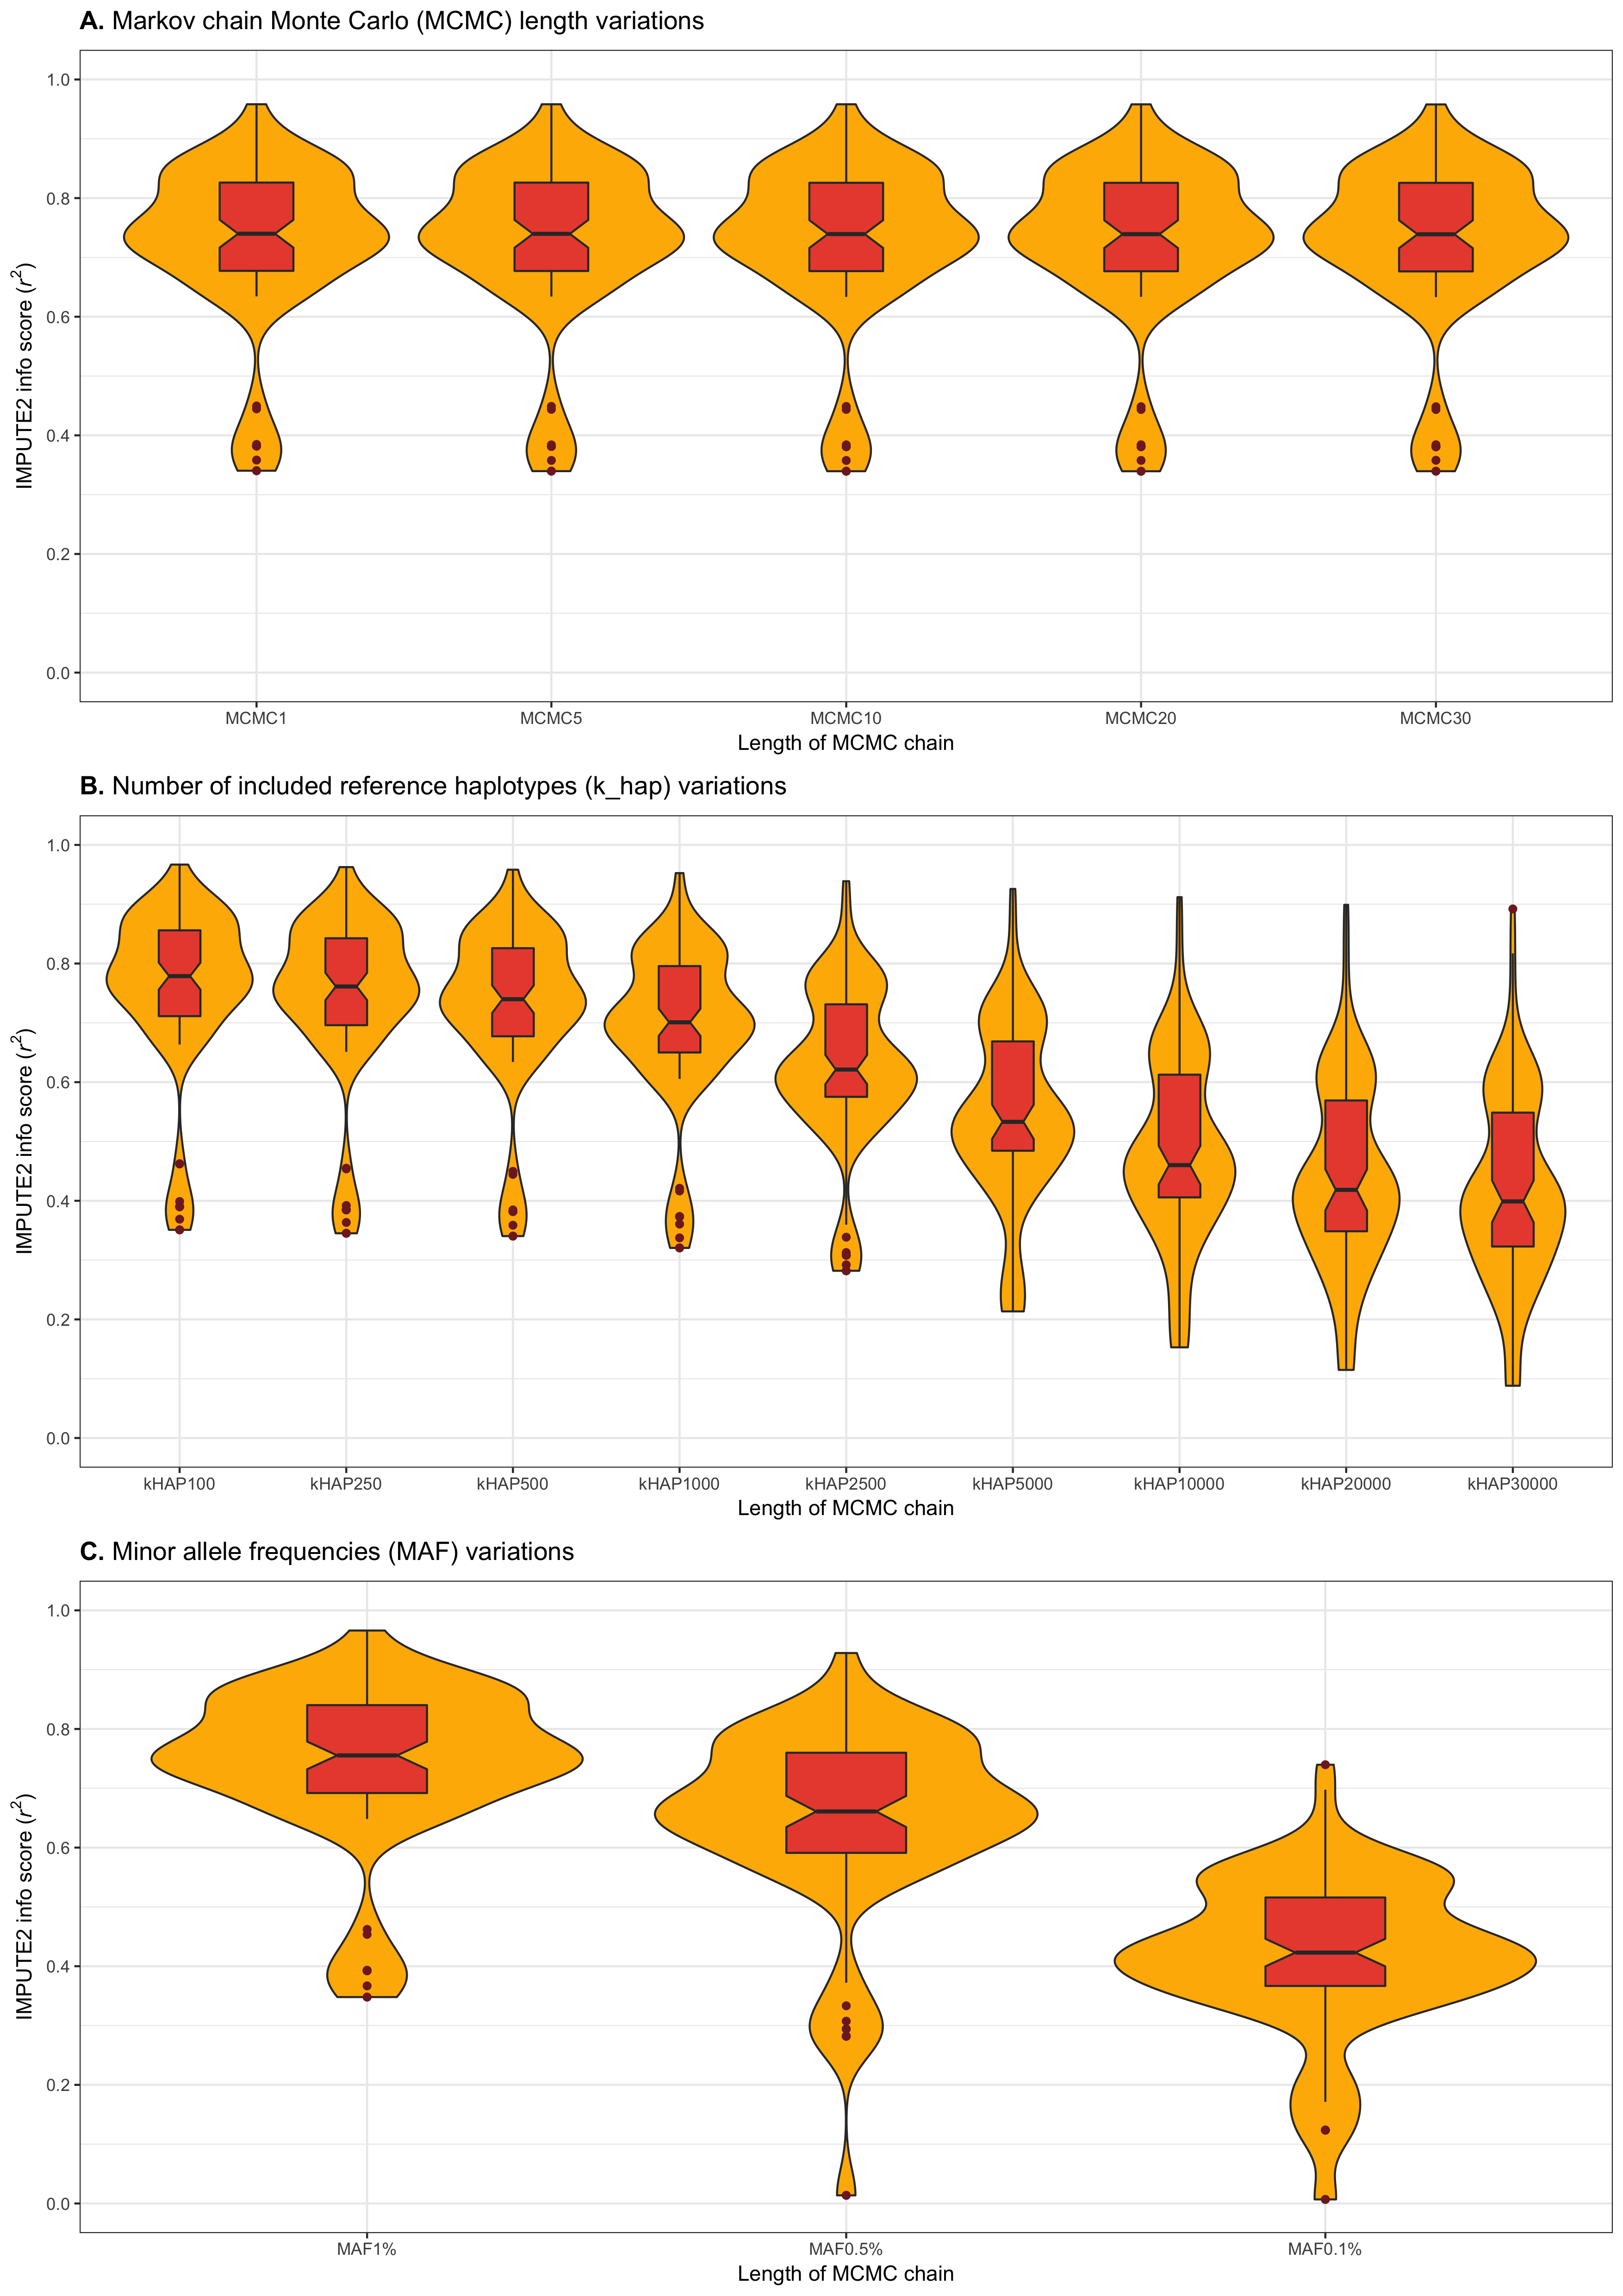 A. Markov chain Monte Carlo (MCMC) length variations
IMPUTE2 info score (r²)
1.0
0.8
0.6
0.4
0.2
0.0
MCMC1 MCMC5 MCMC10 MCMC20 MCMC30
Length of MCMC chain
B. Number of included reference haplotypes (k_hap) variations
IMPUTE2 info score (r²)
1.0
0.8
0.6
0.4
0.2
0.0
kHAP100 kHAP250 kHAP500 kHAP1000 kHAP2500 kHAP5000 kHAP10000 kHAP20000 kHAP30000
Length of MCMC chain
C. Minor allele frequencies (MAF) variations
IMPUTE2 info score (r²)
1.0
0.8
0.6
0.4
0.2
0.0
MAF1% MAF0.5% MAF0.1%
Length of MCMC chain